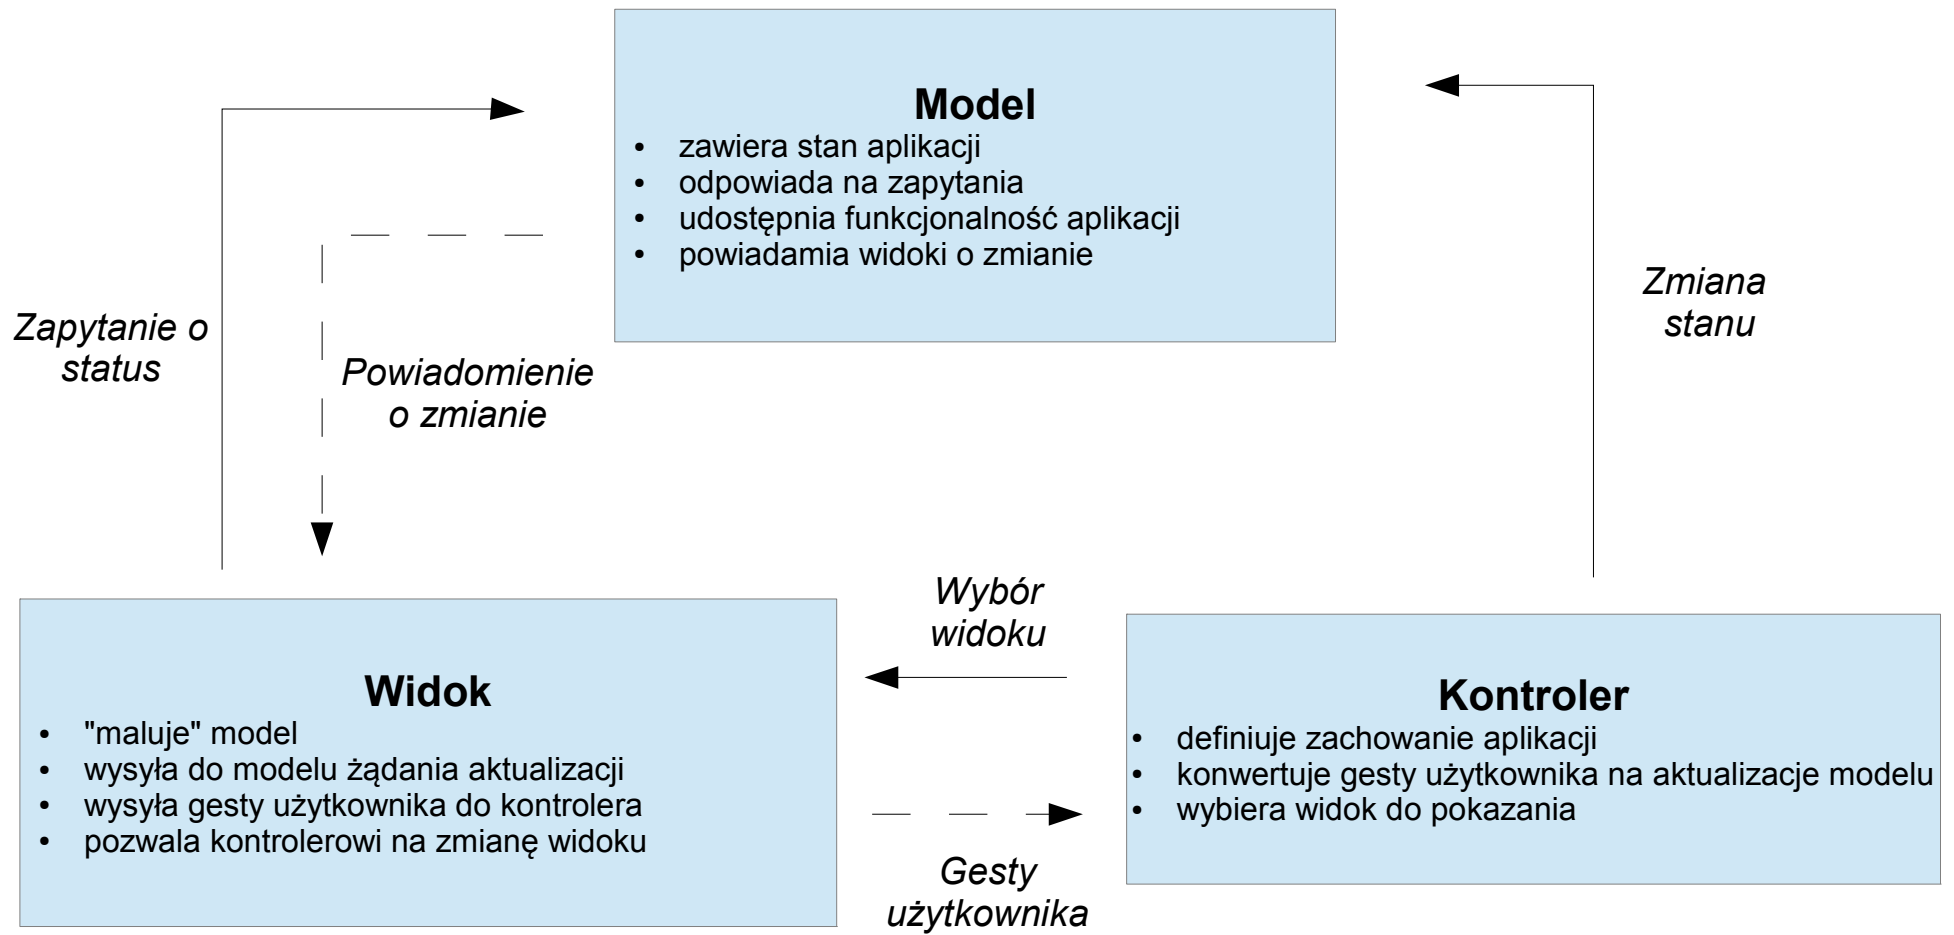 Model
• zawiera stan aplikacji
• odpowiada na zapytania
• udostępnia funkcjonalność aplikacji
• powiadamia widoki o zmianie
Zapytanie o
status
Powiadomienie
o zmianie
Zmiana
stanu
Wybór
widoku
Widok
• "maluje" model
• wysyła do modelu żądania aktualizacji
• wysyła gesty użytkownika do kontrolera
• pozwala kontrolerowi na zmianę widoku
Kontroler
• definiuje zachowanie aplikacji
• konwertuje gesty użytkownika na aktualizacje modelu
• wybiera widok do pokazania
Gesty
użytkownika